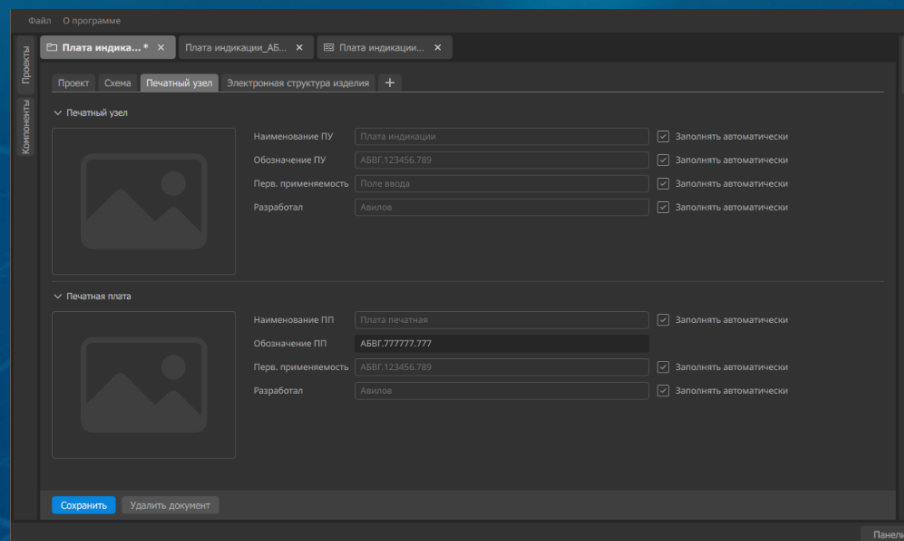 Файл О программе
Проекты
Компоненты
Плата индика... *
Плата индикации_АБ...
Плата индикации...
Проект Схема Печатный узел Электронная структура изделия
Печатный узел
Наименование ПУ Плата индикации Заполнять автоматически
Обозначение ПУ АБВГ.123456.789 Заполнять автоматически
Перв. применяемость Поле ввода Заполнять автоматически
Разработал Авилов Заполнять автоматически
Печатная плата
Наименование ПП Плата печатная Заполнять автоматически
Обозначение ПП АБВГ.777777.777
Перв. применяемость АБВГ.123456.789 Заполнять автоматически
Разработал Авилов Заполнять автоматически
Сохранить Удалить документ
Панели